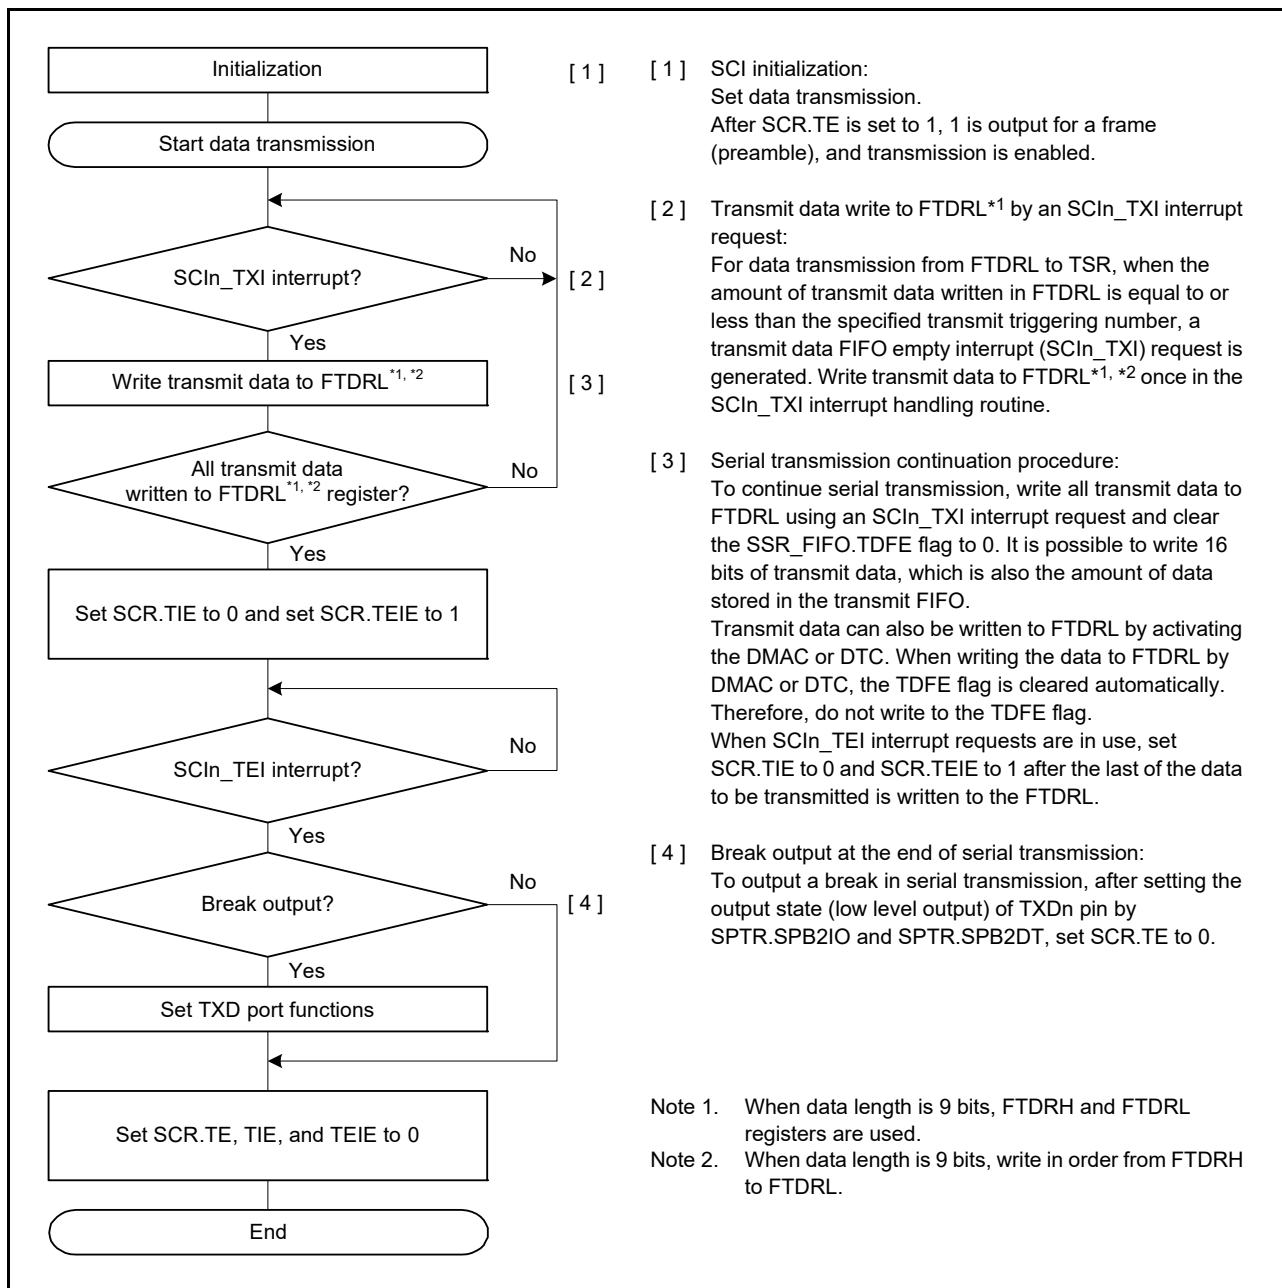 Initialization
[ 1 ]
Start data transmission
SCIn_TXI interrupt?
No
[ 2 ]
Yes
Write transmit data to FTDRL*1, *2
[ 3 ]
All transmit data
written to FTDRL*1, *2 register?
No
Yes
Set SCR.TIE to 0 and set SCR.TEIE to 1
SCIn_TEI interrupt?
No
Yes
Break output?
No
[ 4 ]
Yes
Set TXD port functions
Set SCR.TE, TIE, and TEIE to 0
End
[ 1 ] SCI initialization:
Set data transmission.
After SCR.TE is set to 1, 1 is output for a frame
(preamble), and transmission is enabled.
[ 2 ] Transmit data write to FTDRL*1 by an SCIn_TXI interrupt
request:
For data transmission from FTDRL to TSR, when the
amount of transmit data written in FTDRL is equal to or
less than the specified transmit triggering number, a
transmit data FIFO empty interrupt (SCIn_TXI) request is
generated. Write transmit data to FTDRL*1, *2 once in the
SCIn_TXI interrupt handling routine.
[ 3 ] Serial transmission continuation procedure:
To continue serial transmission, write all transmit data to
FTDRL using an SCIn_TXI interrupt request and clear
the SSR_FIFO.TDFE flag to 0. It is possible to write 16
bits of transmit data, which is also the amount of data
stored in the transmit FIFO.
Transmit data can also be written to FTDRL by activating
the DMAC or DTC. When writing the data to FTDRL by
DMAC or DTC, the TDFE flag is cleared automatically.
Therefore, do not write to the TDFE flag.
When SCIn_TEI interrupt requests are in use, set
SCR.TIE to 0 and SCR.TEIE to 1 after the last of the data
to be transmitted is written to the FTDRL.
[ 4 ] Break output at the end of serial transmission:
To output a break in serial transmission, after setting the
output state (low level output) of TXDn pin by
SPTR.SPB2IO and SPTR.SPB2DT, set SCR.TE to 0.
Note 1. When data length is 9 bits, FTDRH and FTDRL
registers are used.
Note 2. When data length is 9 bits, write in order from FTDRH
to FTDRL.